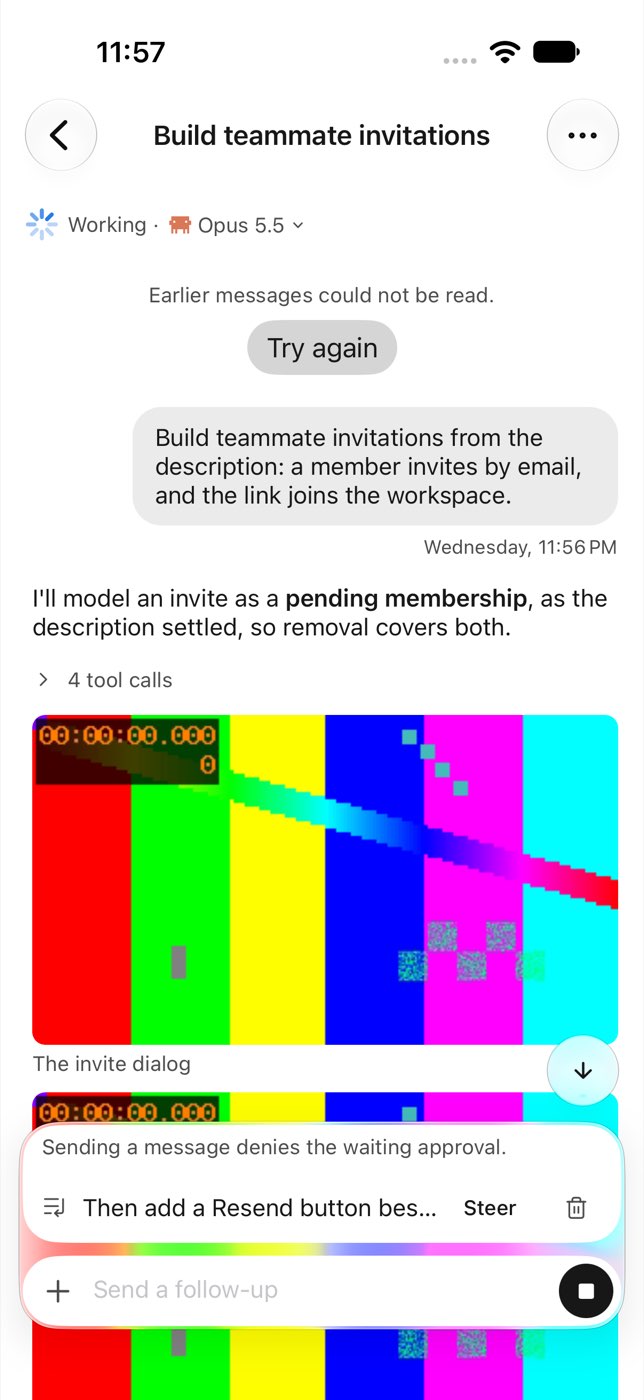 11:57
Build teammate invitations
Working · Opus 5.5
Earlier messages could not be read.
Try again
Build teammate invitations from the
description: a member invites by email,
and the link joins the workspace.
Wednesday, 11:56 PM
I'll model an invite as a pending membership, as the
description settled, so removal covers both.
4 tool calls
00:00:00.000
0
The invite dialog
00:00:00.000
Sending a message denies the waiting approval.
Then add a Resend button bes... Steer
Send a follow-up